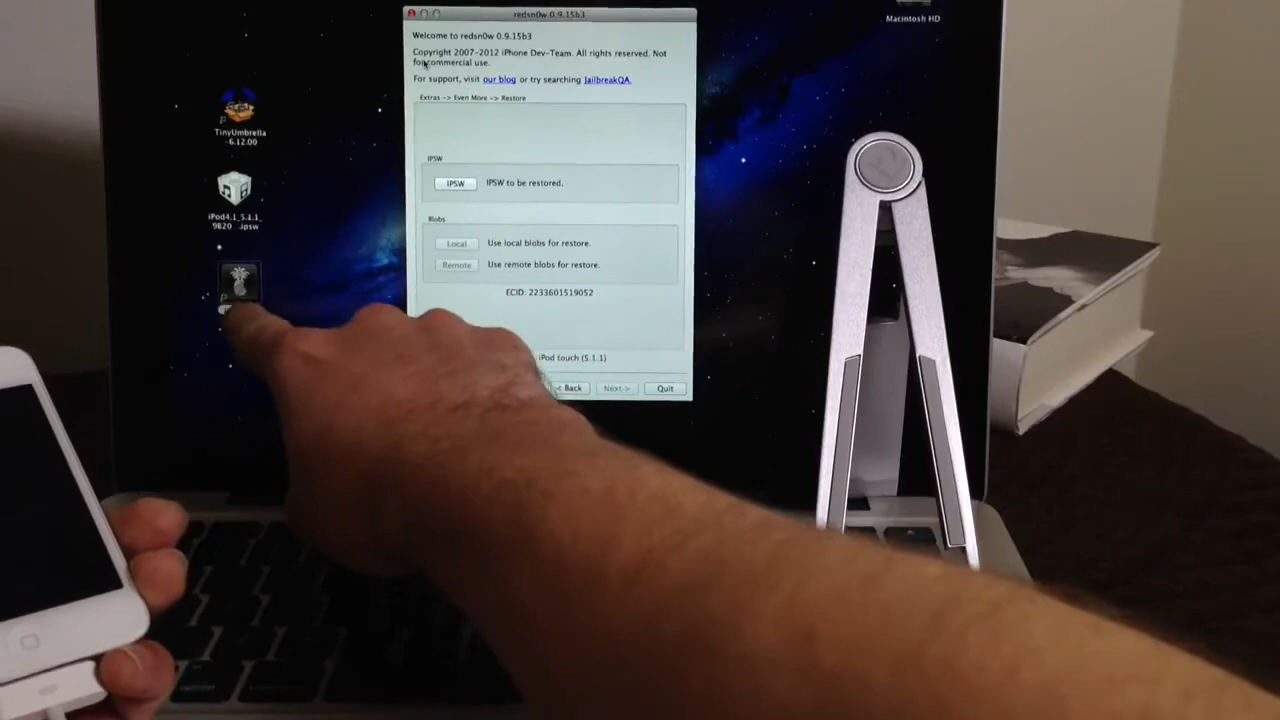 Macintosh HD
redsn0w 0.9.15b3
Welcome to redsn0w 0.9.15b3
Copyright 2007-2012 iPhone Dev-Team. All rights reserved. Not
for commercial use.
For support, visit our blog or try searching JailbreakQA.
Extras -> Even More -> Restore
IPSW
IPSW IPSW to be restored.
Blobs
Local Use local blobs for restore.
Remote Use remote blobs for restore.
ECID: 2233601519052
iPod touch (5.1.1)
< Back Next > Quit
TinyUmbrella
-6.12.00
iPod4,1_5.1.1_
9B20 ...ipsw
option